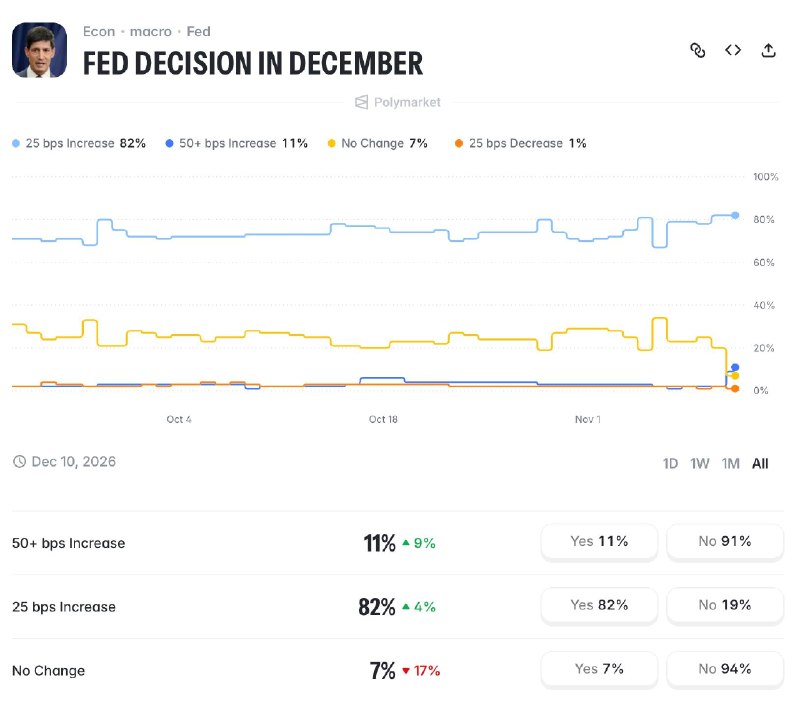 Econ · macro · Fed
FED DECISION IN DECEMBER
Polymarket
25 bps Increase 82% 50+ bps Increase 11% No Change 7% 25 bps Decrease 1%
100%
80%
60%
40%
20%
0%
Oct 4 Oct 18 Nov 1
Dec 10, 2026 1D 1W 1M All
50+ bps Increase 11% ▲ 9% Yes 11% No 91%
25 bps Increase 82% ▲ 4% Yes 82% No 19%
No Change 7% ▼ 17% Yes 7% No 94%